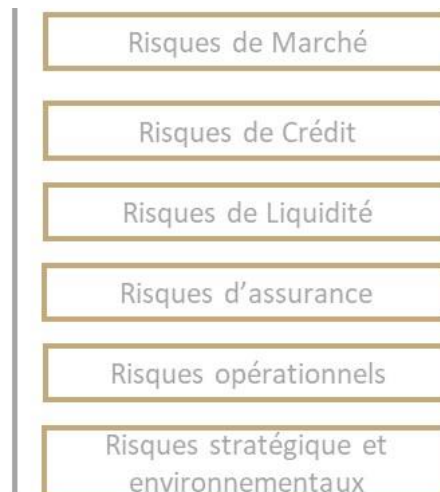 Risques de Marché
Risques de Crédit
Risques de Liquidité
Risques d’assurance
Risques opérationnels
Risques stratégique et
environnementaux